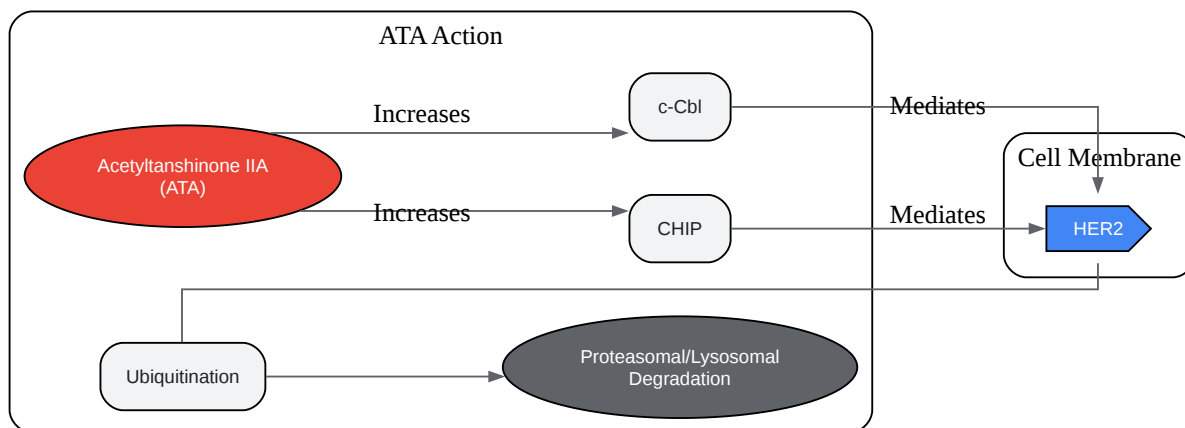 ATA Action
Increases
c-Cbl
Mediates
Acetyltanshinone IIA
(ATA)
Cell Membrane
Increases
CHIP
Mediates
HER2
Ubiquitination
Proteasomal/Lysosomal
Degradation